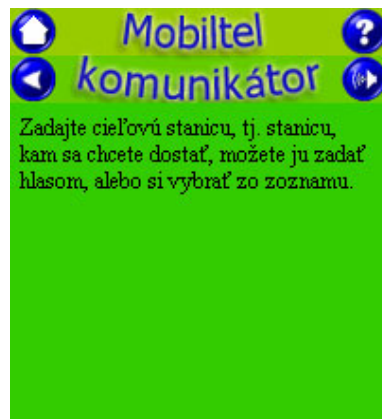 Mobiltel
komunikátor
Zadajte cieľovú stanicu, tj. stanicu,
kam sa chcete dostať, možete ju zadať
hlasom, alebo si vybrať zo zoznamu.